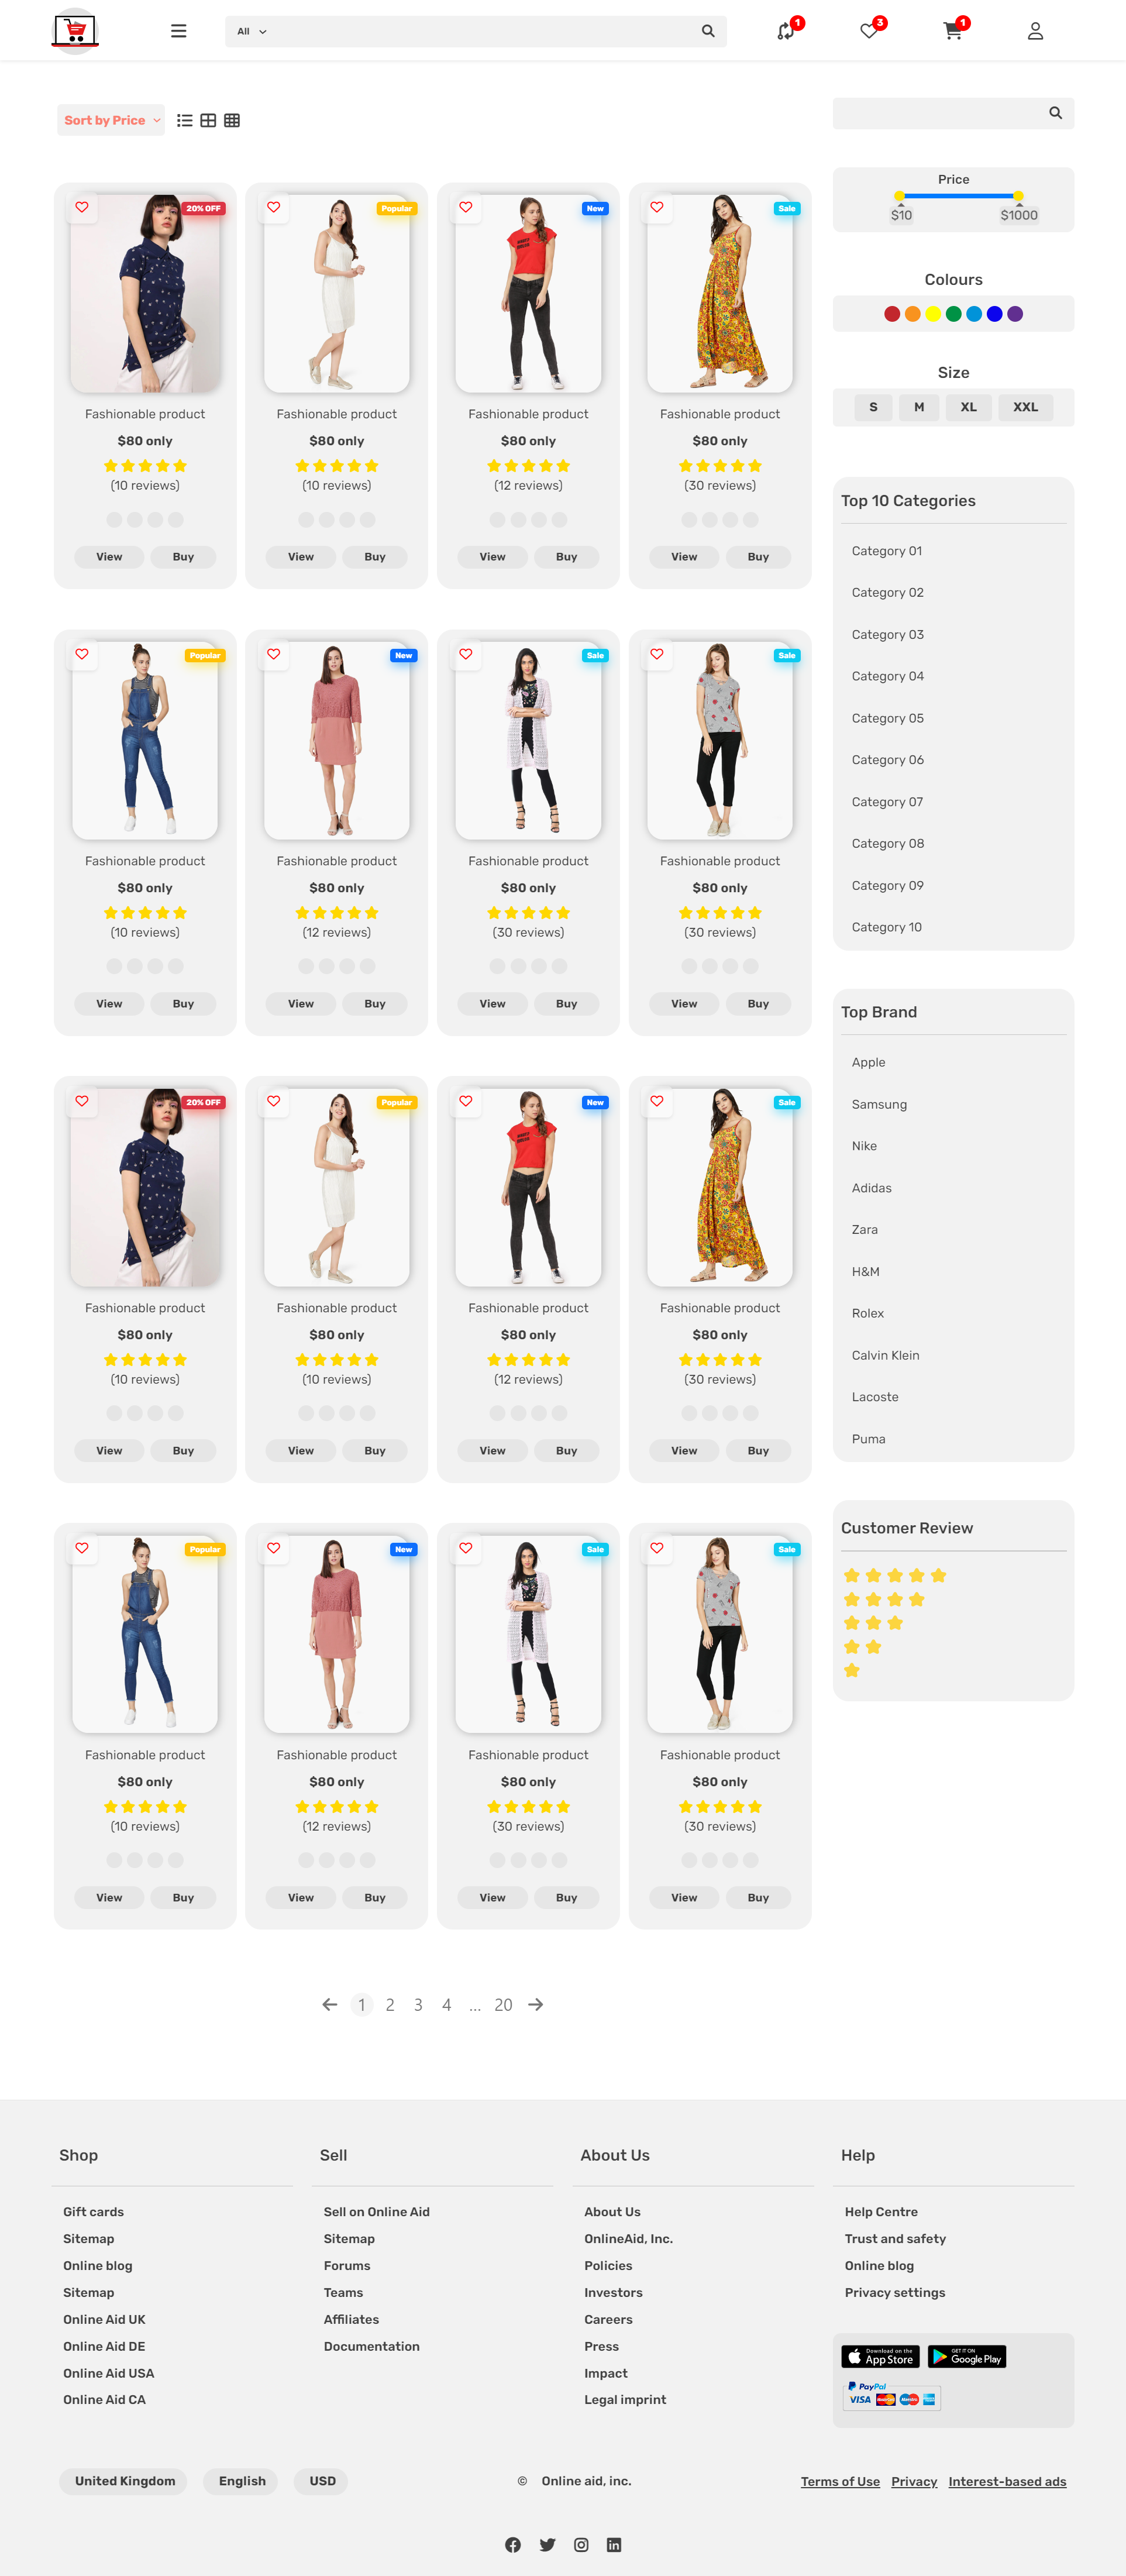 All
1
3
1
Sort by Price
Price
$10 $1000
Colours
Size
S M XL XXL
20% OFF
Popular
New
Sale
Fashionable product
Fashionable product
Fashionable product
Fashionable product
$80 only
$80 only
$80 only
$80 only
(10 reviews)
(10 reviews)
(12 reviews)
(30 reviews)
View Buy
View Buy
View Buy
View Buy
Popular
New
Sale
Sale
Fashionable product
Fashionable product
Fashionable product
Fashionable product
$80 only
$80 only
$80 only
$80 only
(10 reviews)
(12 reviews)
(30 reviews)
(30 reviews)
View Buy
View Buy
View Buy
View Buy
20% OFF
Popular
New
Sale
Fashionable product
Fashionable product
Fashionable product
Fashionable product
$80 only
$80 only
$80 only
$80 only
(10 reviews)
(10 reviews)
(12 reviews)
(30 reviews)
View Buy
View Buy
View Buy
View Buy
Popular
New
Sale
Sale
Fashionable product
Fashionable product
Fashionable product
Fashionable product
$80 only
$80 only
$80 only
$80 only
(10 reviews)
(12 reviews)
(30 reviews)
(30 reviews)
View Buy
View Buy
View Buy
View Buy
Top 10 Categories
Category 01
Category 02
Category 03
Category 04
Category 05
Category 06
Category 07
Category 08
Category 09
Category 10
Top Brand
Apple
Samsung
Nike
Adidas
Zara
H&M
Rolex
Calvin Klein
Lacoste
Puma
Customer Review
1 2 3 4 ... 20
Shop
Gift cards
Sitemap
Online blog
Sitemap
Online Aid UK
Online Aid DE
Online Aid USA
Online Aid CA
Sell
Sell on Online Aid
Sitemap
Forums
Teams
Affiliates
Documentation
About Us
About Us
OnlineAid, Inc.
Policies
Investors
Careers
Press
Impact
Legal imprint
Help
Help Centre
Trust and safety
Online blog
Privacy settings
Download on the
App Store
GET IT ON
Google Play
PayPal
VISA
Maestro
United Kingdom English USD
© Online aid, inc.
Terms of Use Privacy Interest-based ads